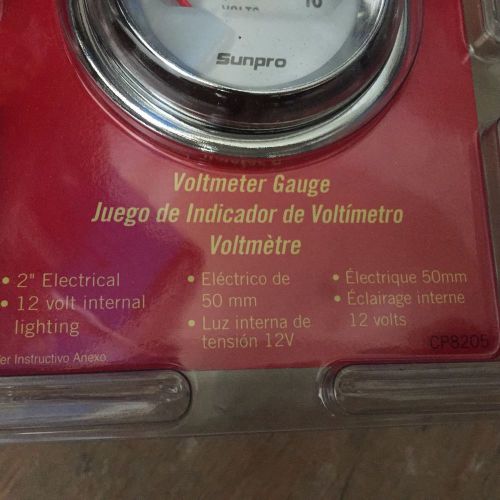 VOLTS
16
Sunpro
Voltmeter Gauge
Juego de Indicador de Voltímetro
Voltmètre
• 2" Electrical
• 12 volt internal
lighting
• Eléctrico de
50 mm
• Luz interna de
tensión 12V
• Électrique 50mm
• Éclairage interne
12 volts
CP8205
Instructivo Anexo